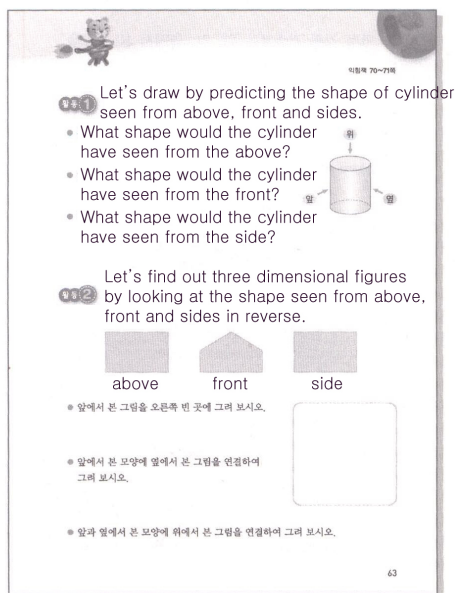 익힘책 70~71쪽
활동 1 Let's draw by predicting the shape of cylinder
seen from above, front and sides.
• What shape would the cylinder
have seen from the above?
• What shape would the cylinder
have seen from the front?
• What shape would the cylinder
have seen from the side?
위
앞
옆
Let's find out three dimensional figures
활동 2 by looking at the shape seen from above,
front and sides in reverse.
above front side
• 앞에서 본 그림을 오른쪽 빈 곳에 그려 보시오.
• 앞에서 본 모양에 옆에서 본 그림을 연결하여
그려 보시오.
• 앞과 옆에서 본 모양에 위에서 본 그림을 연결하여 그려 보시오.
63